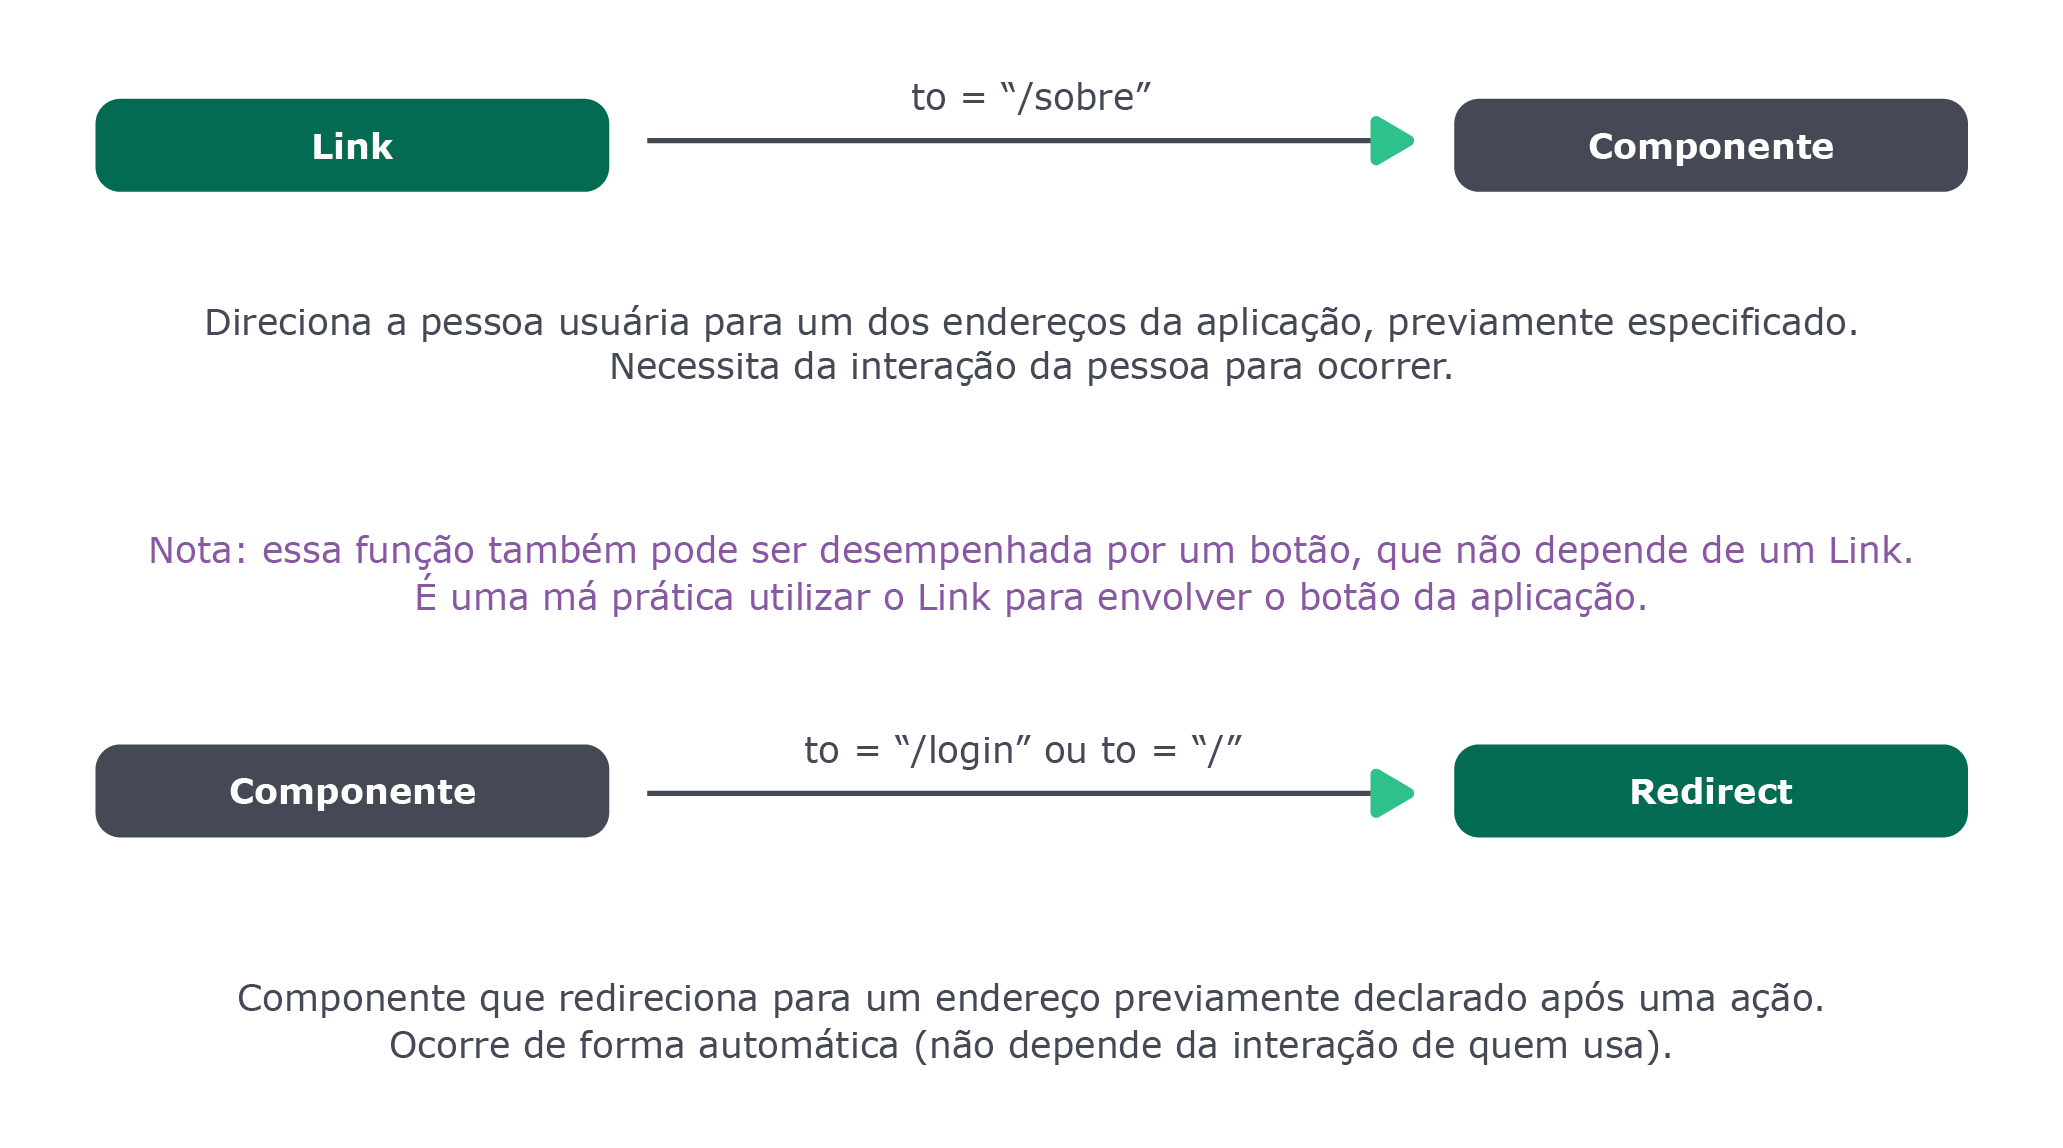 to = “/sobre”
Link
Componente
Direciona a pessoa usuária para um dos endereços da aplicação, previamente especificado.
Necessita da interação da pessoa para ocorrer.
Nota: essa função também pode ser desempenhada por um botão, que não depende de um Link.
É uma má prática utilizar o Link para envolver o botão da aplicação.
to = “/login” ou to = “/”
Componente
Redirect
Componente que redireciona para um endereço previamente declarado após uma ação.
Ocorre de forma automática (não depende da interação de quem usa).